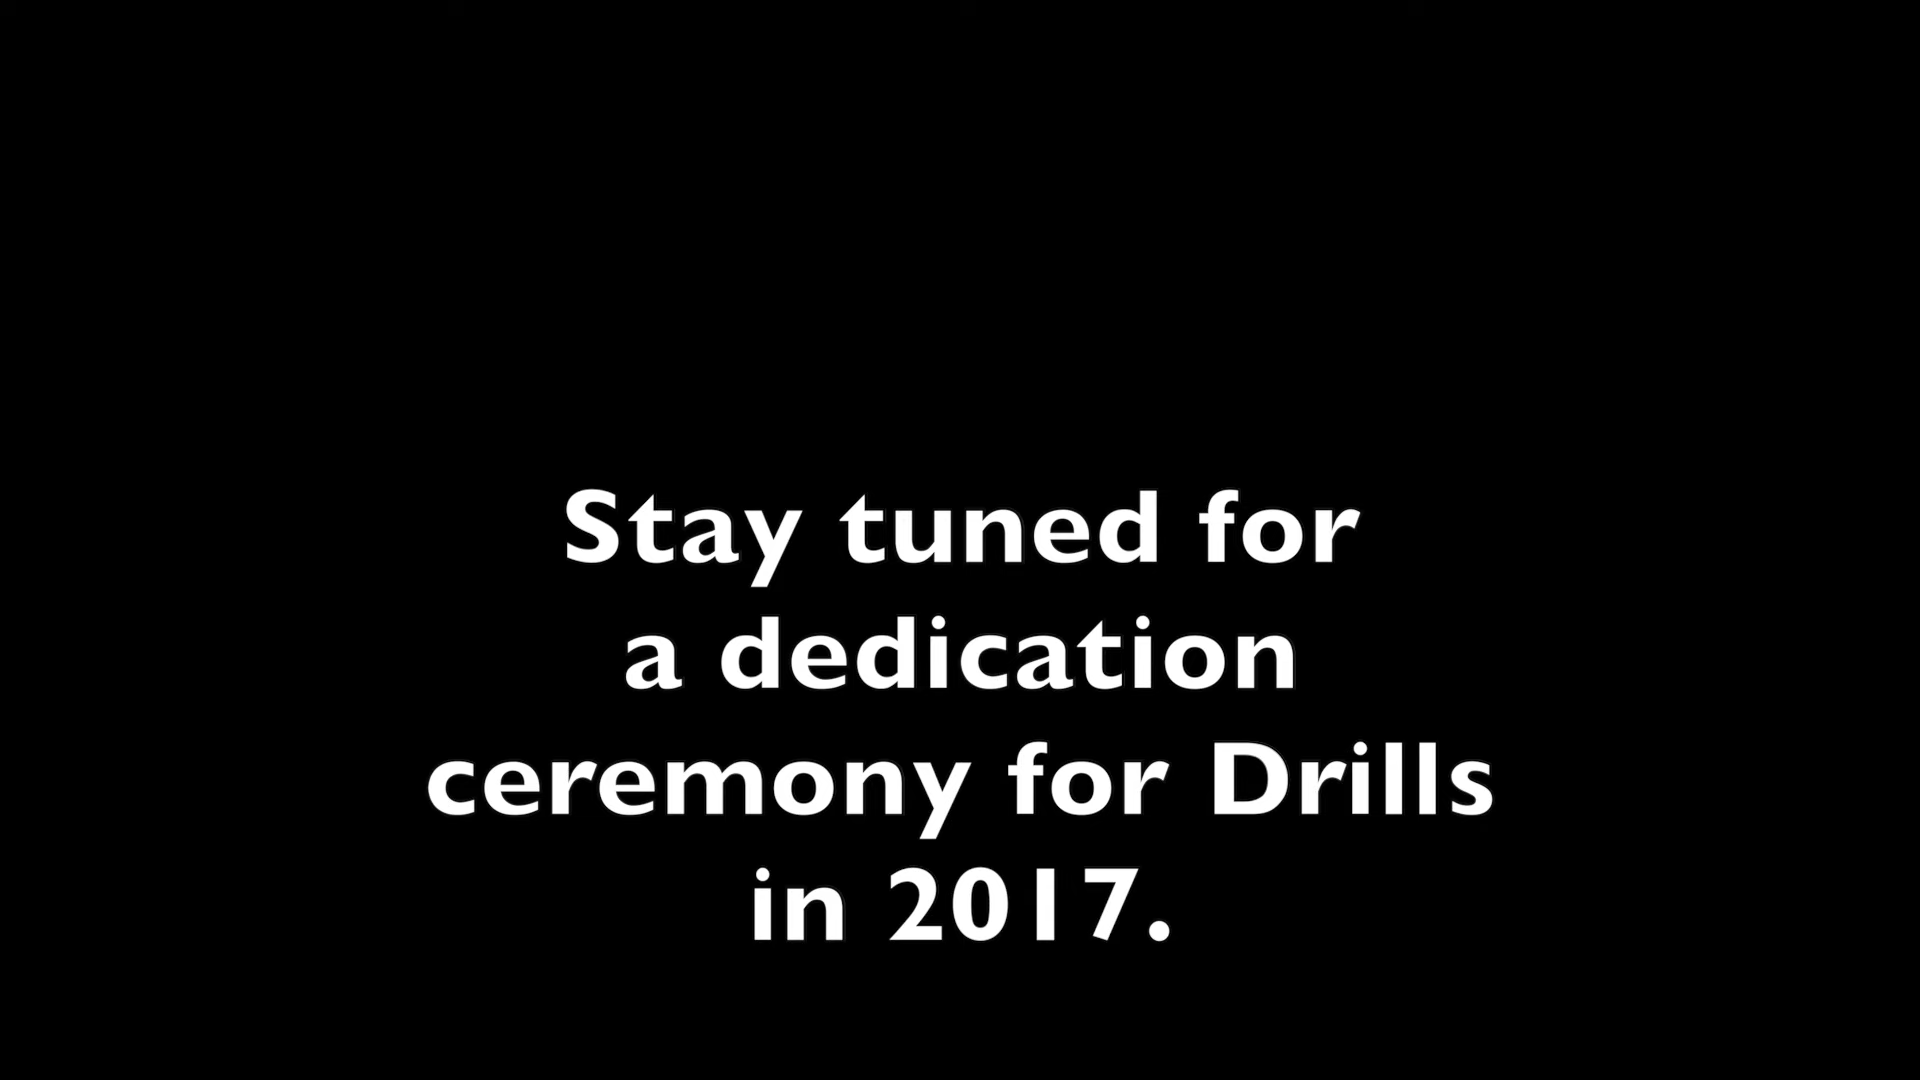 Stay tuned for
a dedication
ceremony for Drills
in 2017.